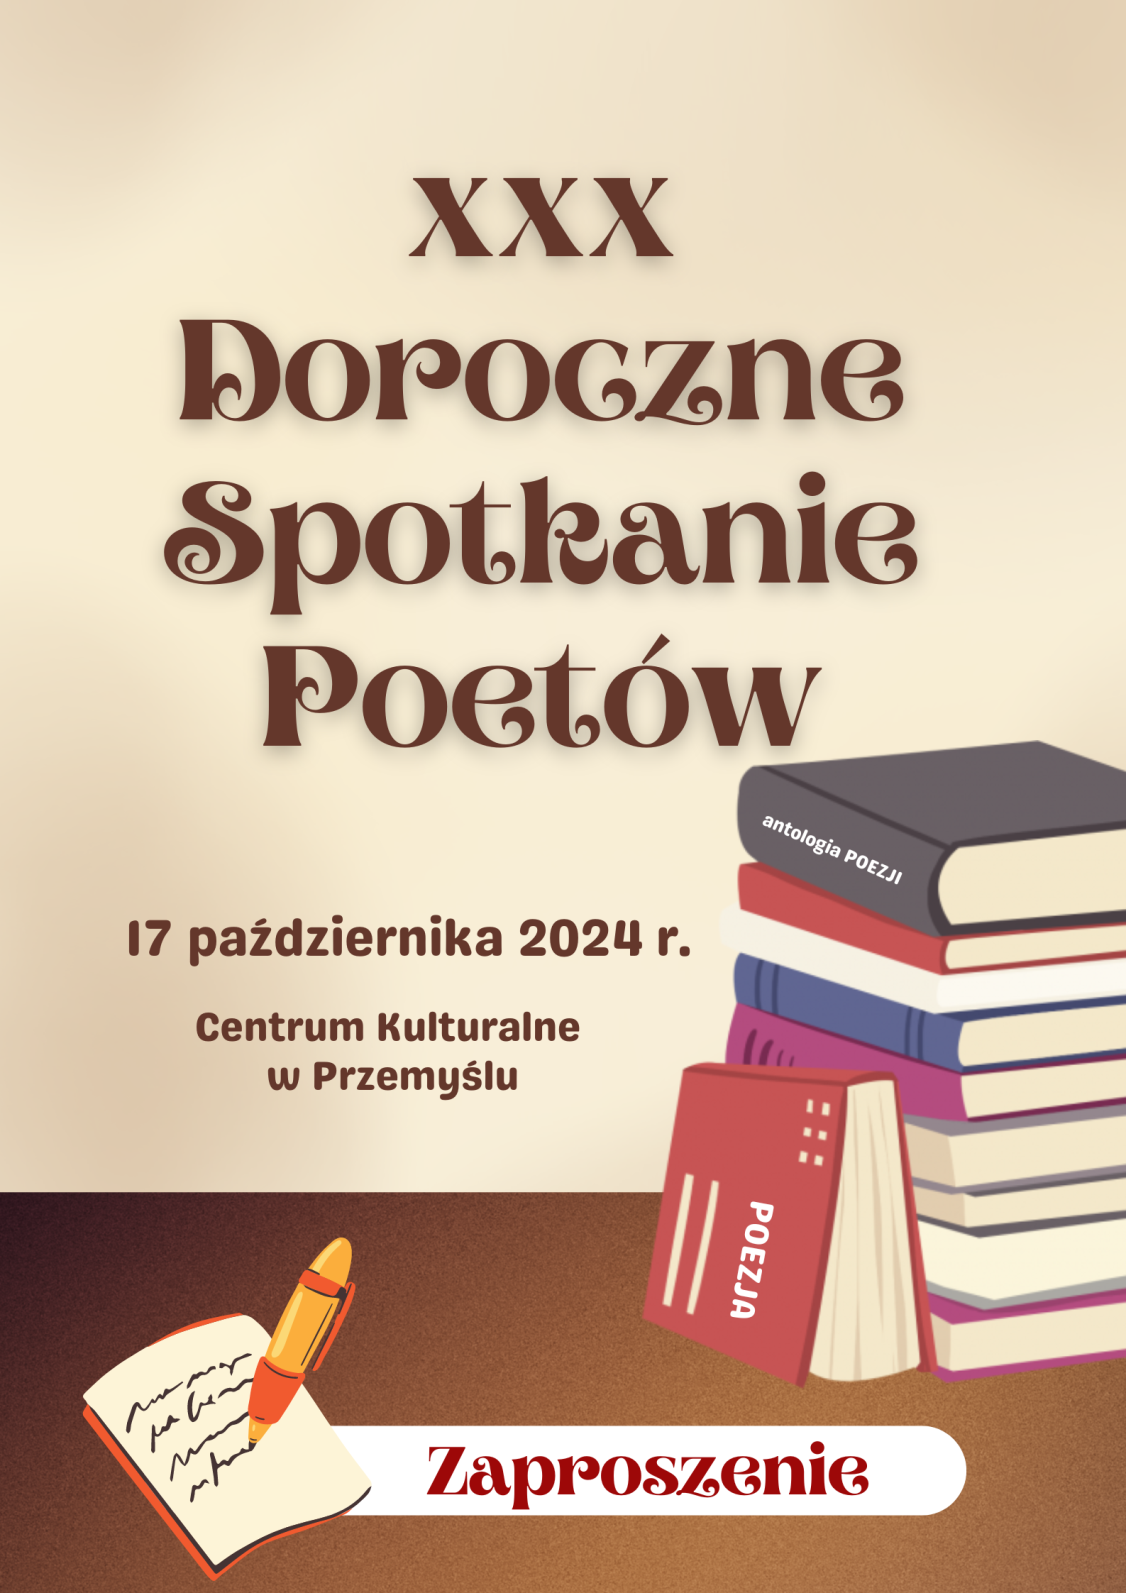 XXX
Doroczne
Spotkanie
Poetów
antologia POEZJI
17 października 2024 r.
Centrum Kulturalne
w Przemyślu
POEZJA
Zaproszenie